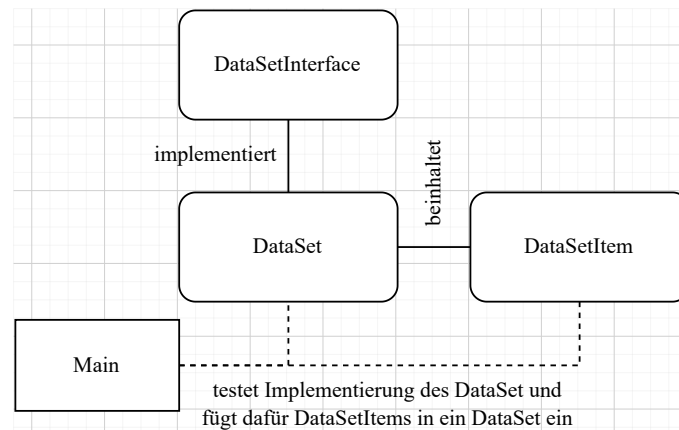 DataSetInterface
implementiert
beinhaltet
DataSet
DataSetItem
Main
testet Implementierung des DataSet und
fügt dafür DataSetItems in ein DataSet ein